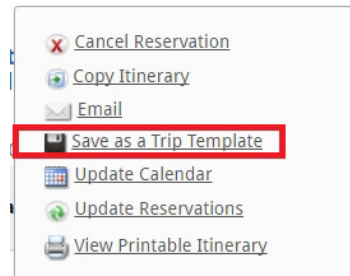 Cancel Reservation
Copy Itinerary
Email
Save as a Trip Template
Update Calendar
Update Reservations
View Printable Itinerary